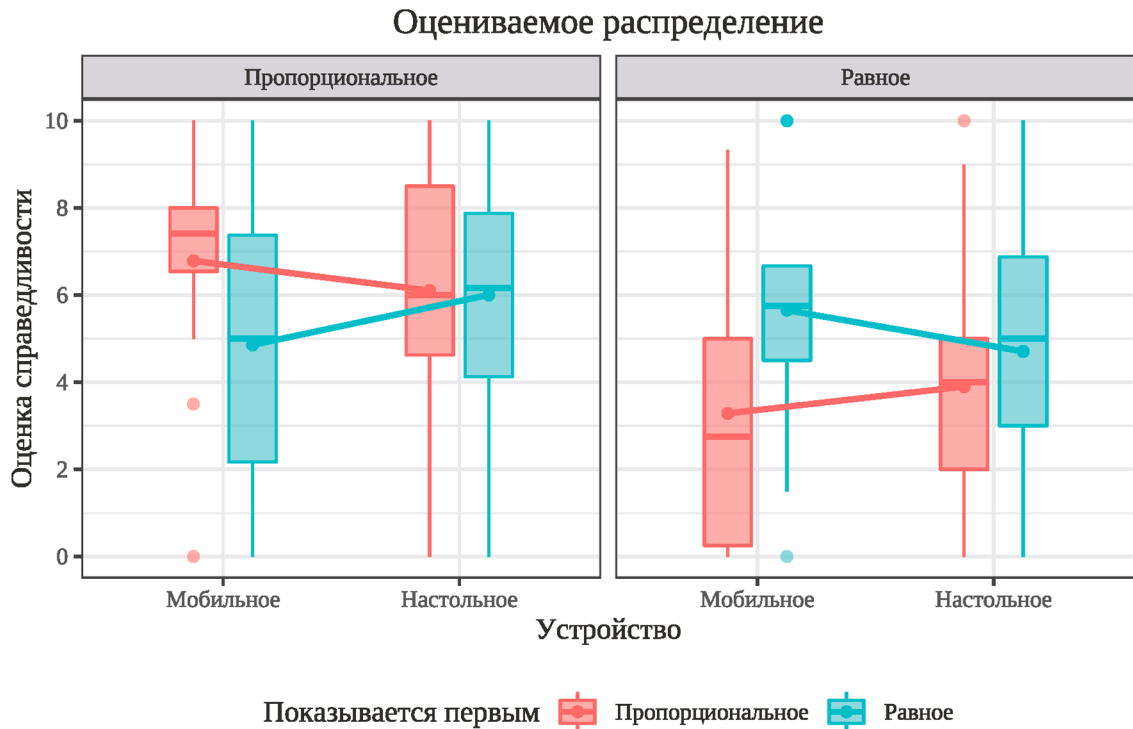 Оцениваемое распределение
Пропорциональное
Равное
Оценка справедливости
10
8
6
4
2
0
Мобильное
Настольное
Мобильное
Настольное
Устройство
Показывается первым
Пропорциональное
Равное